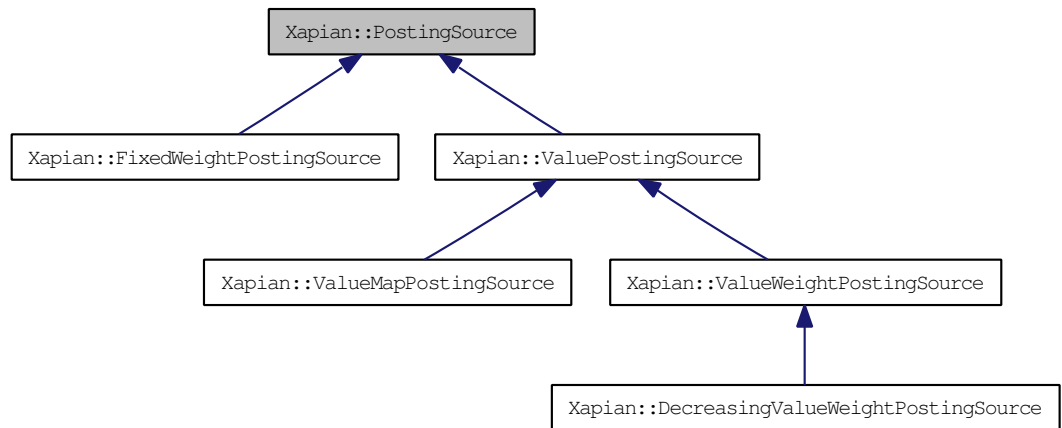 Xapian::PostingSource
Xapian::FixedWeightPostingSource
Xapian::ValuePostingSource
Xapian::ValueMapPostingSource
Xapian::ValueWeightPostingSource
Xapian::DecreasingValueWeightPostingSource